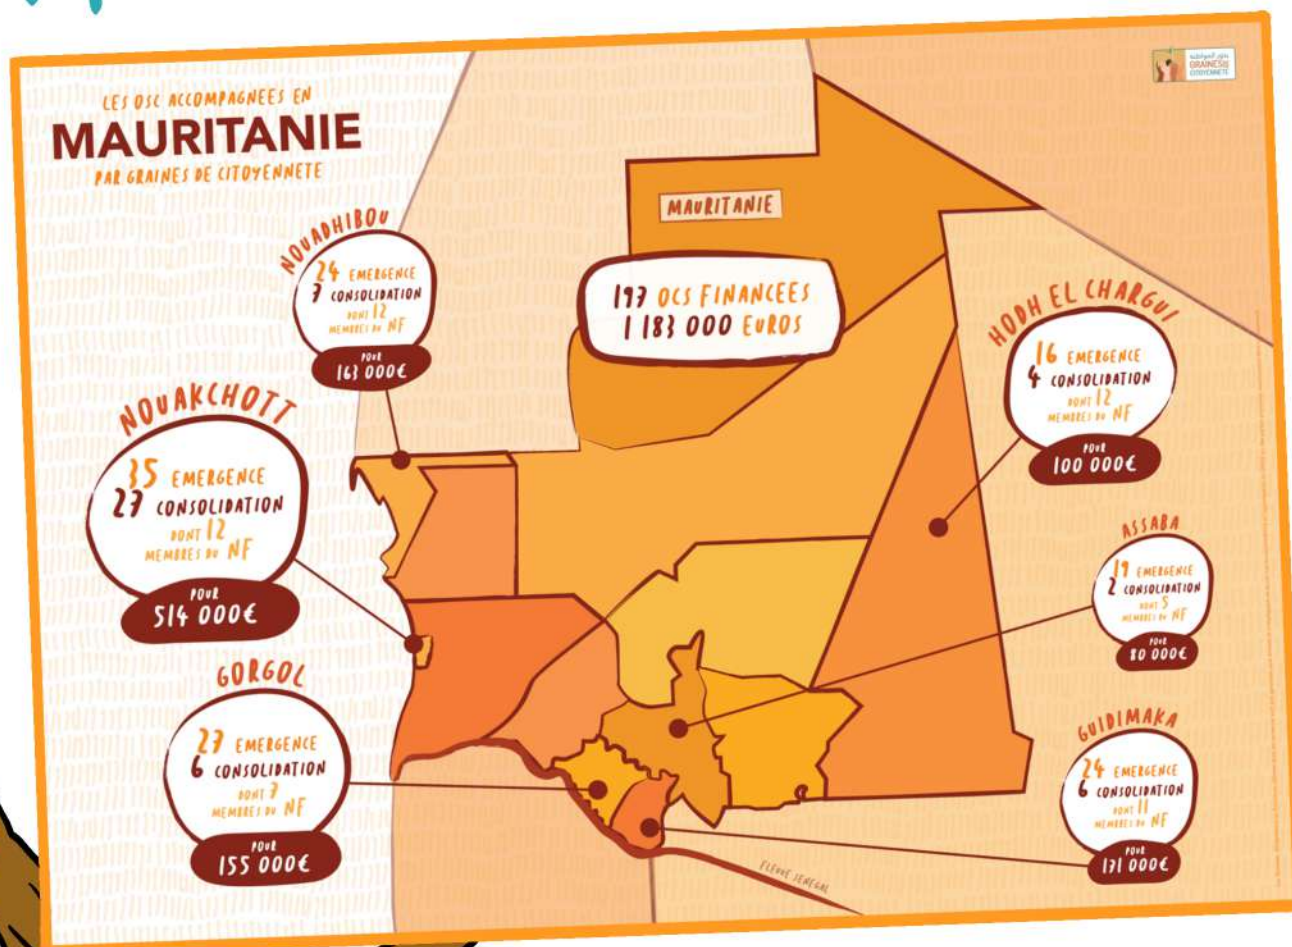 LES OSC ACCOMPAGNEES EN
MAURITANIE
PAR GRAINES DE CITOYENNETE
بذور المواطنة
GRAINES DE
CITOYENNETE
MAURITANIE
197 OCS FINANCEES
1 183 000 EUROS
NOUADHIBOU
24 EMERGENCE
7 CONSOLIDATION
DONT 12
MEMBRES DU NF
POUR
163 000€
NOUAKCHOTT
35 EMERGENCE
27 CONSOLIDATION
DONT 12
MEMBRES DU NF
POUR
514 000€
GORGOL
27 EMERGENCE
6 CONSOLIDATION
DONT 7
MEMBRES DU NF
POUR
155 000€
HODH EL CHARGUI
16 EMERGENCE
4 CONSOLIDATION
DONT 12
MEMBRES DU NF
POUR
100 000€
ASSABA
19 EMERGENCE
2 CONSOLIDATION
DONT 5
MEMBRES DU NF
POUR
80 000€
GUIDIMAKA
24 EMERGENCE
6 CONSOLIDATION
DONT 11
MEMBRES DU NF
POUR
171 000€
FLEUVE SENEGAL